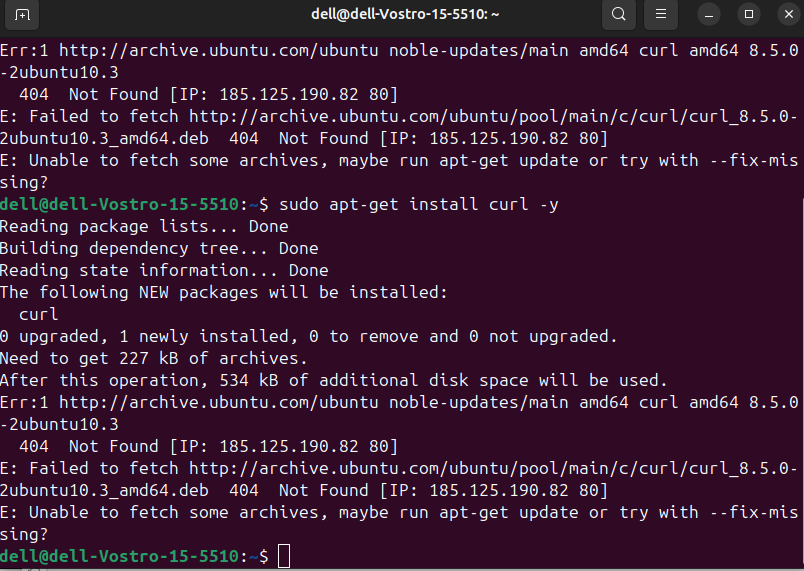 dell@dell-Vostro-15-5510: ~
Err:1 http://archive.ubuntu.com/ubuntu noble-updates/main amd64 curl amd64 8.5.0
-2ubuntu10.3
  404  Not Found [IP: 185.125.190.82 80]
E: Failed to fetch http://archive.ubuntu.com/ubuntu/pool/main/c/curl/curl_8.5.0-
2ubuntu10.3_amd64.deb  404  Not Found [IP: 185.125.190.82 80]
E: Unable to fetch some archives, maybe run apt-get update or try with --fix-mis
sing?
dell@dell-Vostro-15-5510:~$ sudo apt-get install curl -y
Reading package lists... Done
Building dependency tree... Done
Reading state information... Done
The following NEW packages will be installed:
  curl
0 upgraded, 1 newly installed, 0 to remove and 0 not upgraded.
Need to get 227 kB of archives.
After this operation, 534 kB of additional disk space will be used.
Err:1 http://archive.ubuntu.com/ubuntu noble-updates/main amd64 curl amd64 8.5.0
-2ubuntu10.3
  404  Not Found [IP: 185.125.190.82 80]
E: Failed to fetch http://archive.ubuntu.com/ubuntu/pool/main/c/curl/curl_8.5.0-
2ubuntu10.3_amd64.deb  404  Not Found [IP: 185.125.190.82 80]
E: Unable to fetch some archives, maybe run apt-get update or try with --fix-mis
sing?
dell@dell-Vostro-15-5510:~$